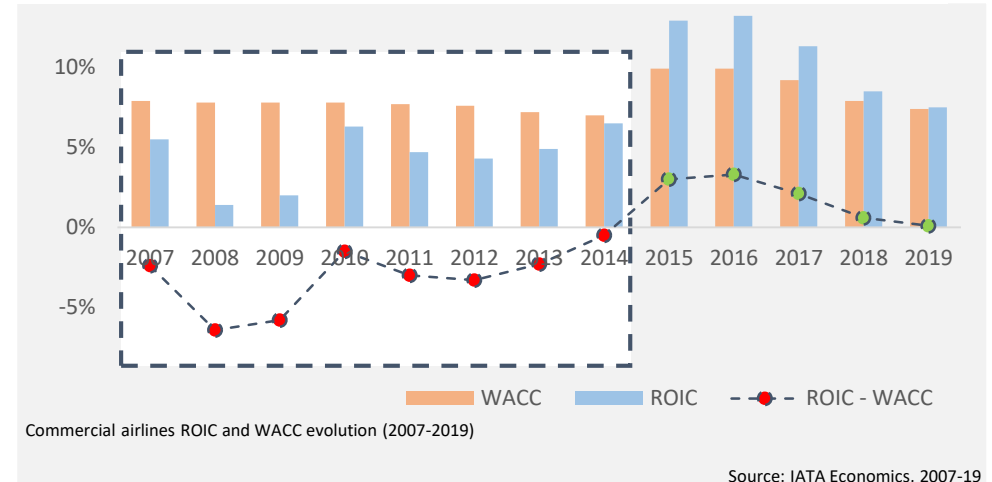 10%
5%
0%
2007 2008 2009 2010 2011 2012 2013 2014 2015 2016 2017 2018 2019
-5%
WACC ROIC ROIC - WACC
Commercial airlines ROIC and WACC evolution (2007-2019)
Source: IATA Economics, 2007-19